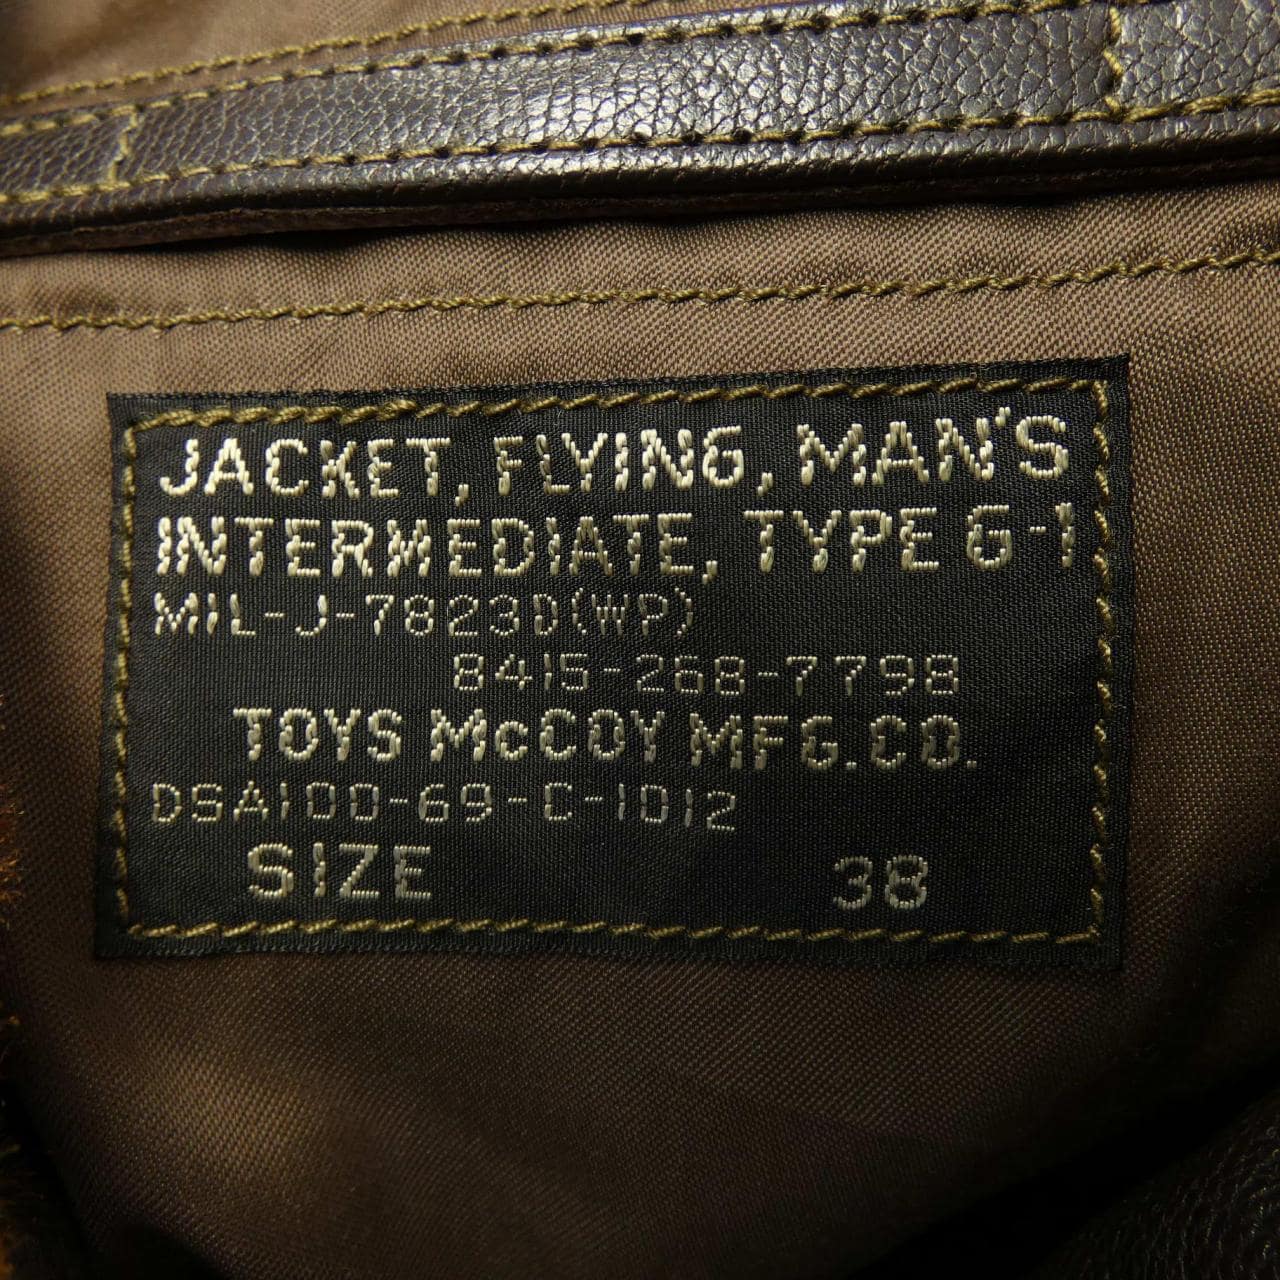 JACKET, FLYING, MAN'S
INTERMEDIATE, TYPE G-1
MIL-J-7823D(WP)
8415-268-7798
TOYS McCOY MFG. CO.
DSA100-69-C-1012
SIZE 38